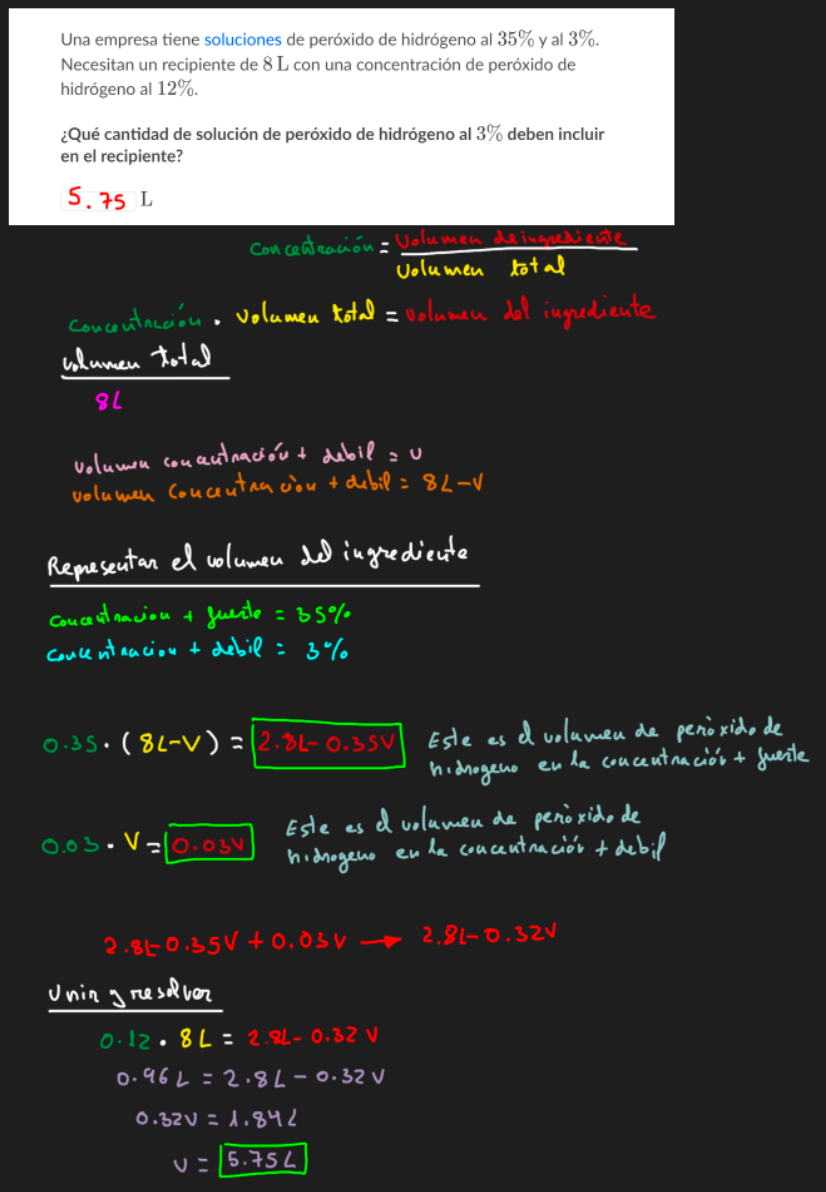 Una empresa tiene soluciones de peróxido de hidrógeno al 35% y al 3%.
Necesitan un recipiente de 8 L con una concentración de peróxido de
hidrógeno al 12%.
¿Qué cantidad de solución de peróxido de hidrógeno al 3% deben incluir
en el recipiente?
5.75 L
Concentración = Volumen de ingrediente
Volumen total
Concentración . Volumen total = volumen del ingrediente
volumen total
8L
volumen concentración + debil = v
volumen concentracion + debil = 8L-V
Representar el volumen del ingrediente
concentracion + fuerte = 35%
concentracion + debil = 3%
0.35 · (8L-V) = 2.8L-0.35V Este es el volumen de peróxido de
hidrogeno en la concentración + fuerte
0.03 · V = 0.03V Este es el volumen de peróxido de
hidrogeno en la concentración + debil
2.8L-0.35V + 0.03V → 2.8L-0.32V
Unir y resolver
0.12 · 8L = 2.8L-0.32V
0.96L = 2.8L-0.32V
0.32V = 1.84L
V = 5.75L